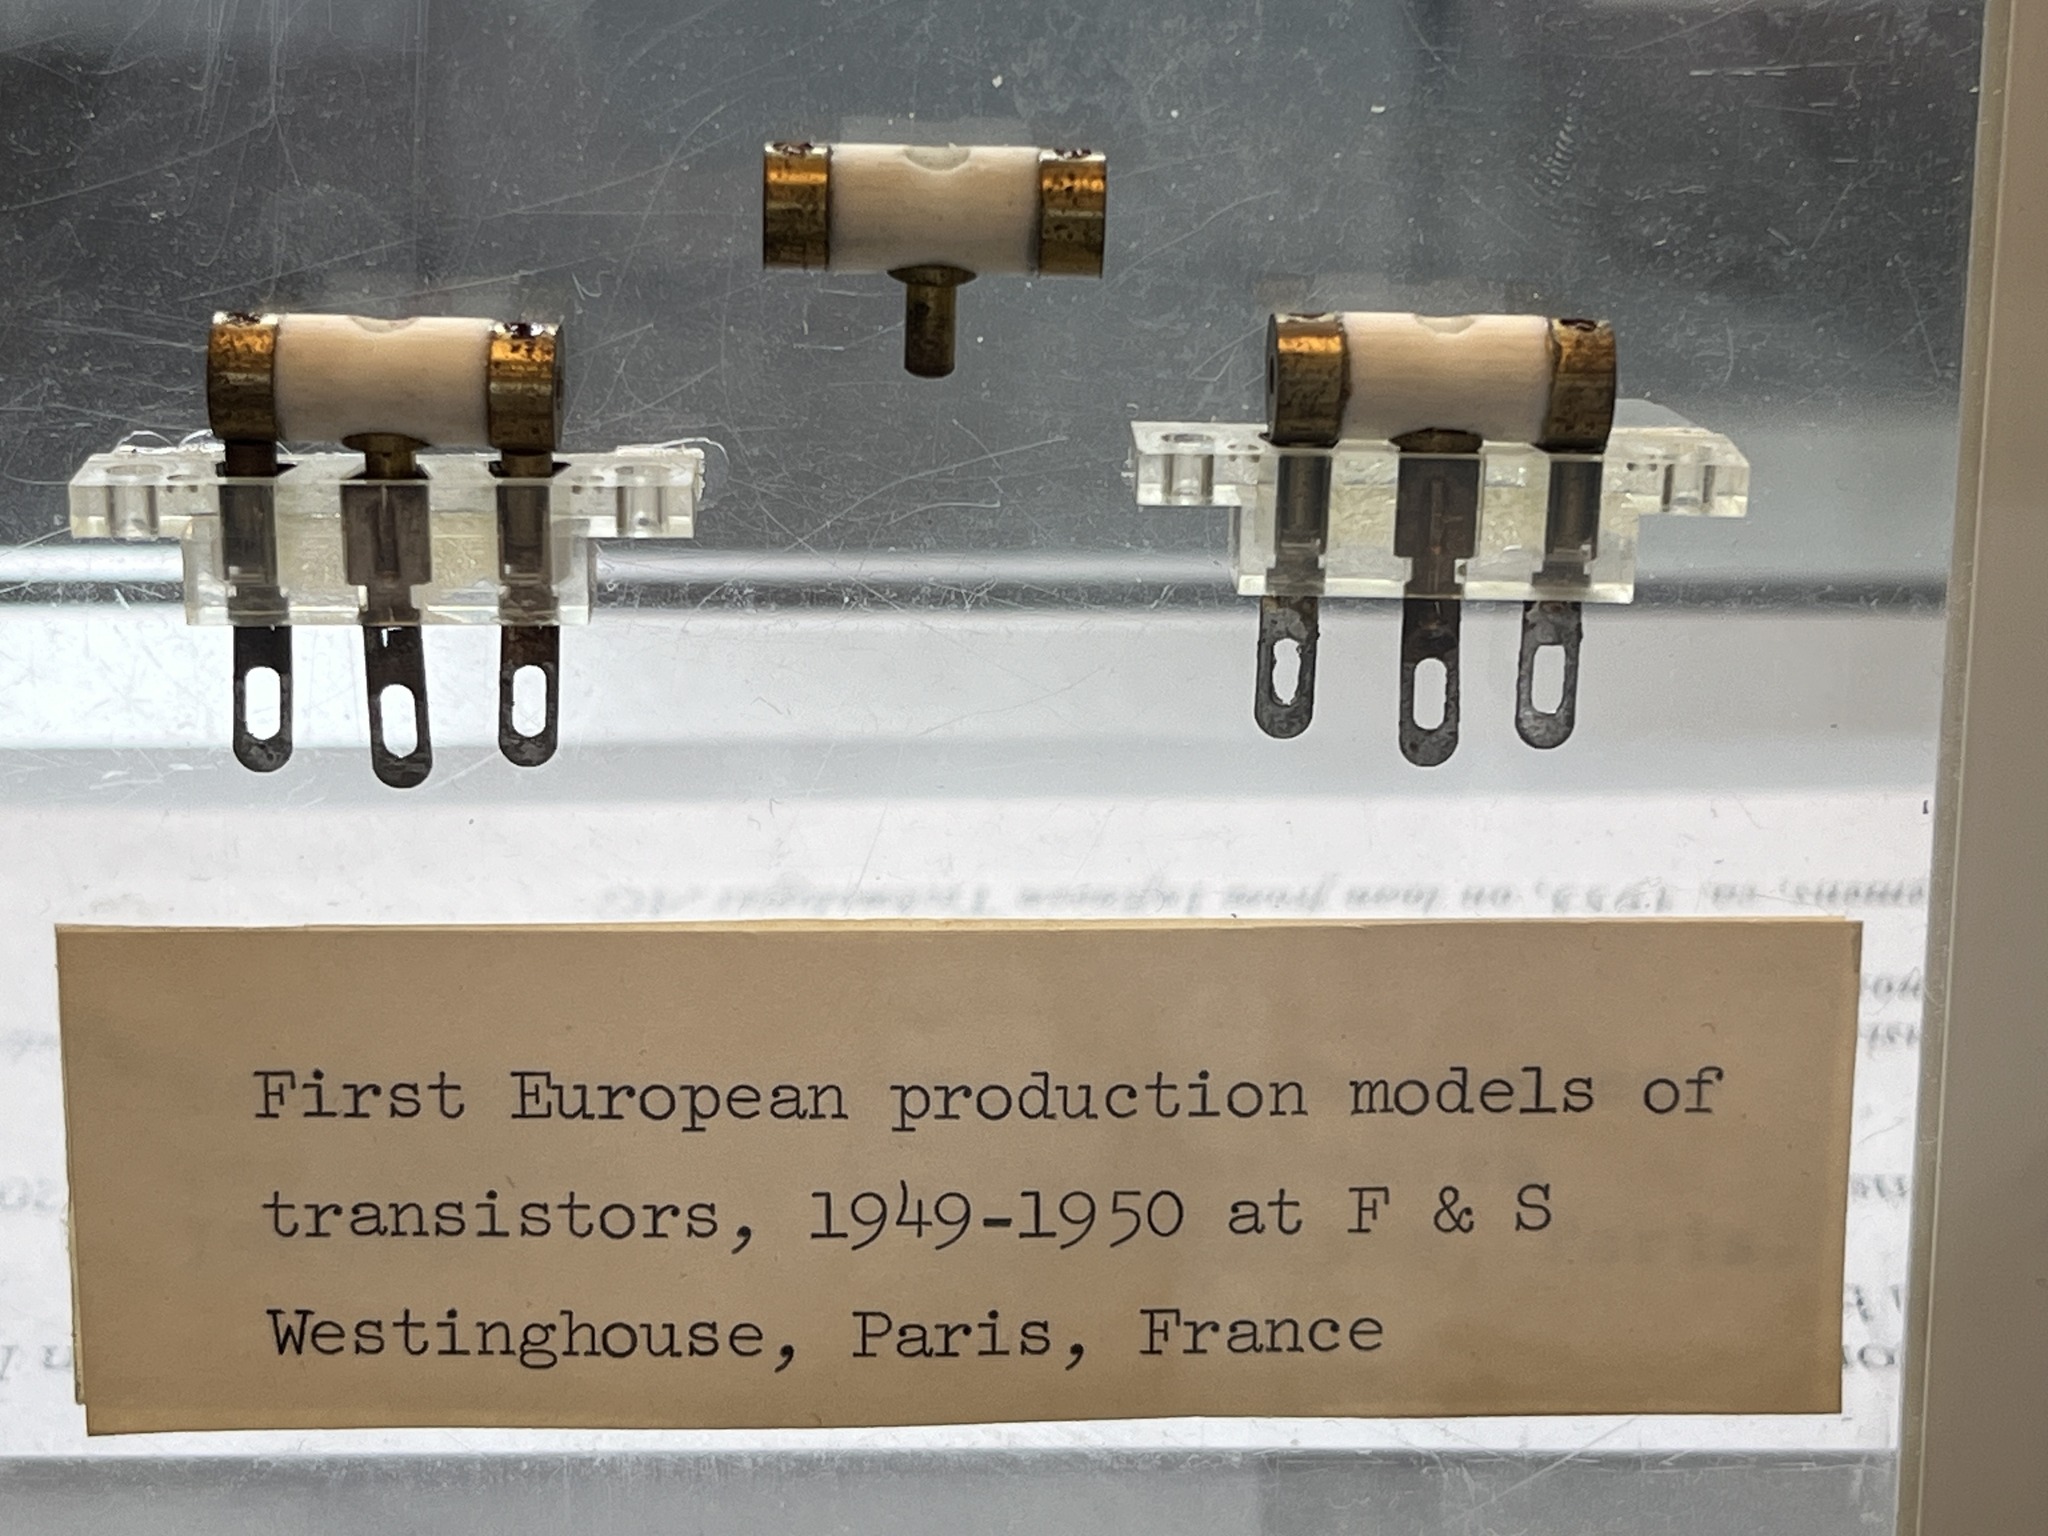 First European production models of
transistors, 1949-1950 at F & S
Westinghouse, Paris, France